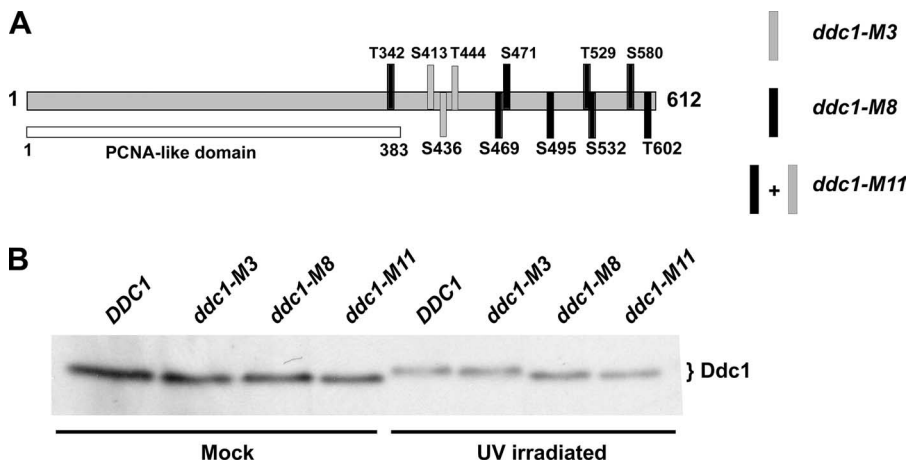 A
T342 S413 T444 S471 T529 S580
1 612
S436 S469 S495 S532 T602
1 PCNA-like domain 383
ddc1-M3
ddc1-M8
+ ddc1-M11
B
DDC1 ddc1-M3 ddc1-M8 ddc1-M11 DDC1 ddc1-M3 ddc1-M8 ddc1-M11
} Ddc1
Mock UV irradiated